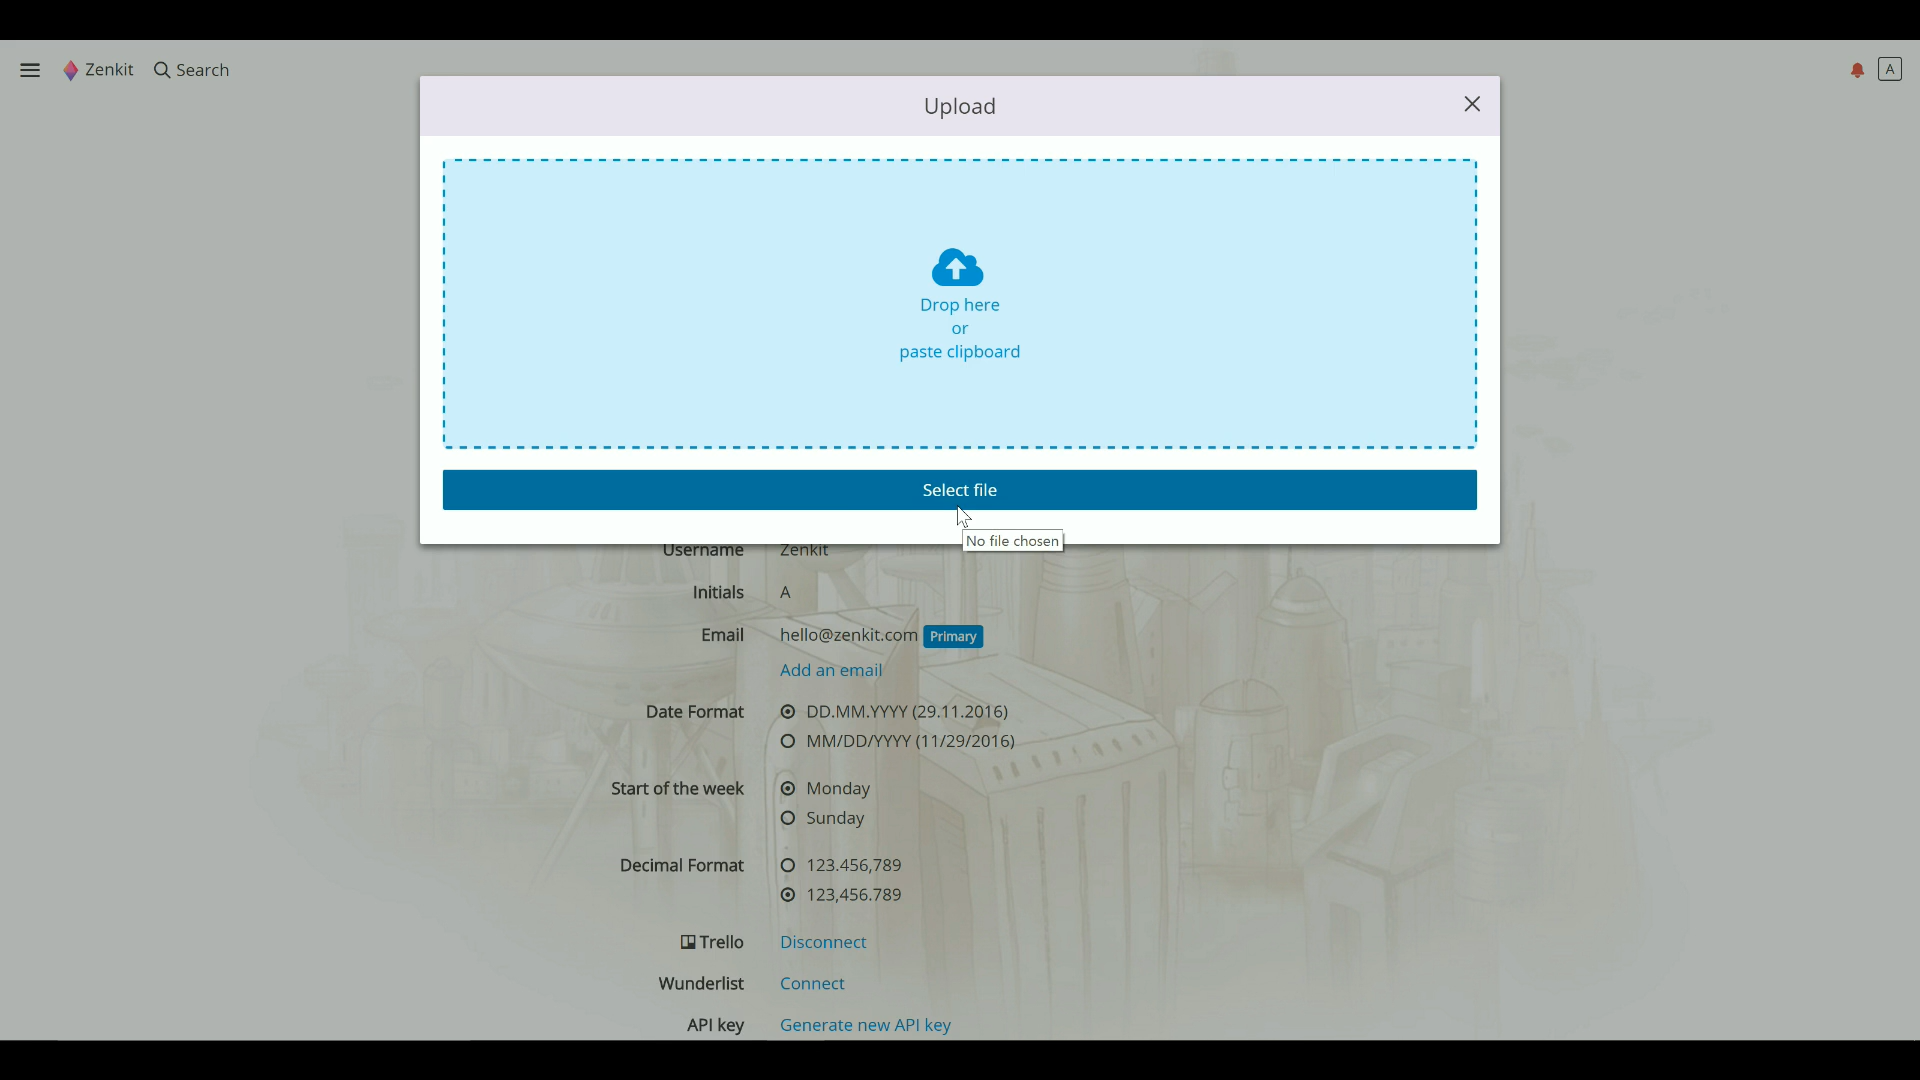 Zenkit
Search
A
Upload
Drop here
or
paste clipboard
Select file
No file chosen
Username Zenkit
Initials A
Email hello@zenkit.com Primary
Add an email
Date Format DD.MM.YYYY (29.11.2016)
MM/DD/YYYY (11/29/2016)
Start of the week Monday
Sunday
Decimal Format 123.456,789
123,456.789
Trello Disconnect
Wunderlist Connect
API key Generate new API key